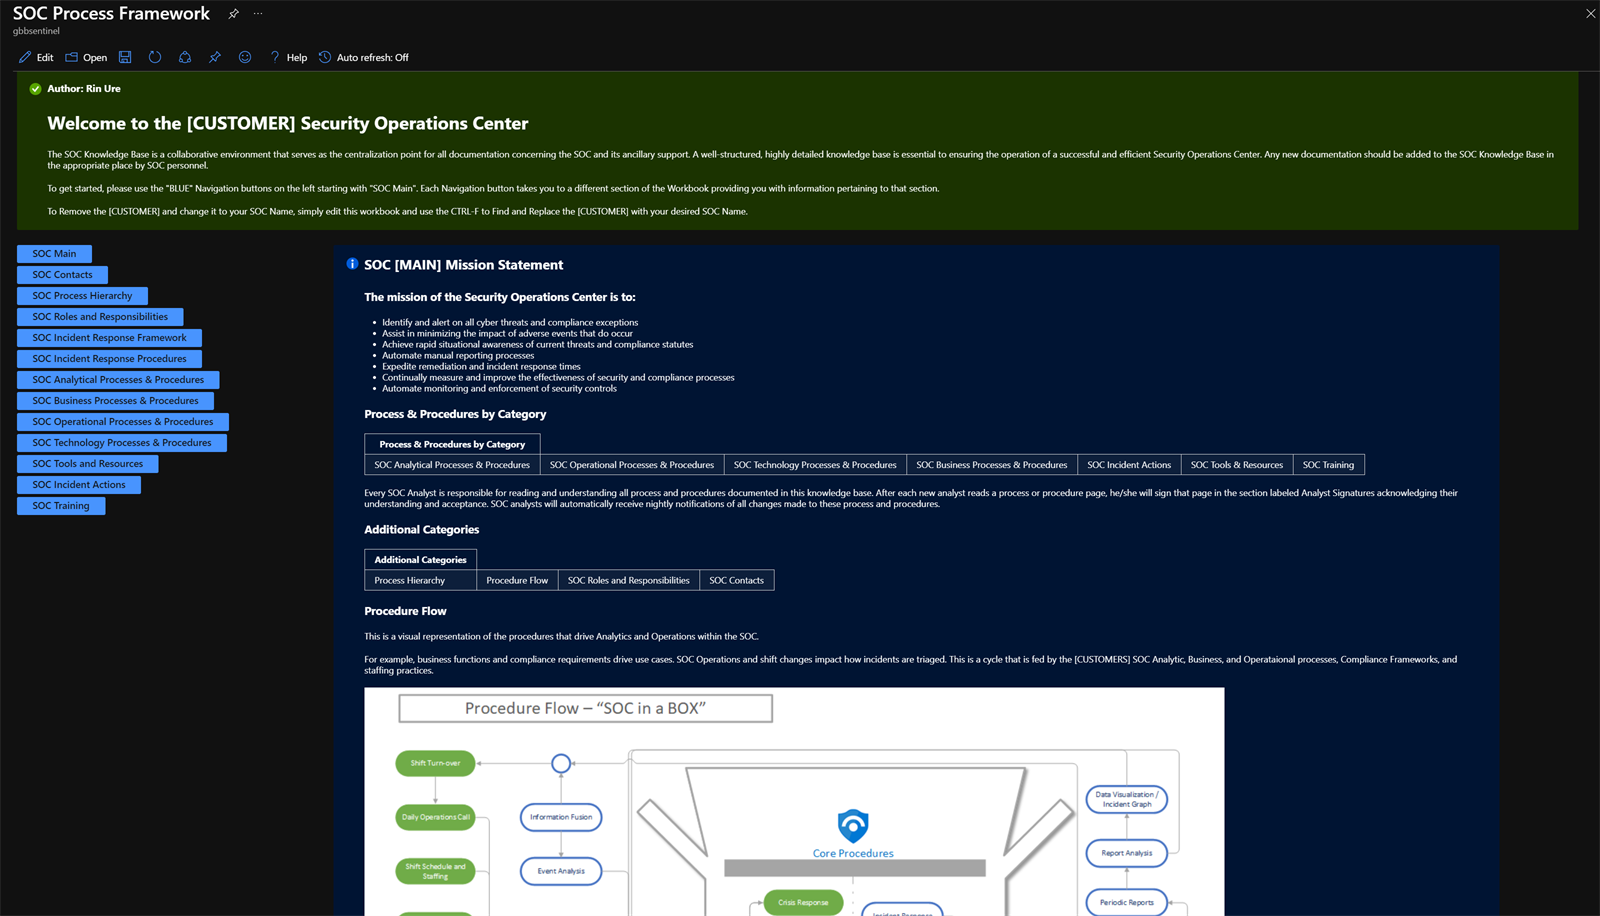 SOC Process Framework
gbbsentinel
Edit
Open
Help
Auto refresh: Off
Author: Rin Ure
Welcome to the [CUSTOMER] Security Operations Center
The SOC Knowledge Base is a collaborative environment that serves as the centralization point for all documentation concerning the SOC and its ancillary support. A well-structured, highly detailed knowledge base is essential to ensuring the operation of a successful and efficient Security Operations Center. Any new documentation should be added to the SOC Knowledge Base in
the appropriate place by SOC personnel.
To get started, please use the "BLUE" Navigation buttons on the left starting with "SOC Main". Each Navigation button takes you to a different section of the Workbook providing you with information pertaining to that section.
To Remove the [CUSTOMER] and change it to your SOC Name, simply edit this workbook and use the CTRL-F to Find and Replace the [CUSTOMER] with your desired SOC Name.
SOC Main
SOC Contacts
SOC Process Hierarchy
SOC Roles and Responsibilities
SOC Incident Response Framework
SOC Incident Response Procedures
SOC Analytical Processes & Procedures
SOC Business Processes & Procedures
SOC Operational Processes & Procedures
SOC Technology Processes & Procedures
SOC Tools and Resources
SOC Incident Actions
SOC Training
SOC [MAIN] Mission Statement
The mission of the Security Operations Center is to:
• Identify and alert on all cyber threats and compliance exceptions
• Assist in minimizing the impact of adverse events that do occur
• Achieve rapid situational awareness of current threats and compliance statutes
• Automate manual reporting processes
• Expedite remediation and incident response times
• Continually measure and improve the effectiveness of security and compliance processes
• Automate monitoring and enforcement of security controls
Process & Procedures by Category
Process & Procedures by Category
SOC Analytical Processes & Procedures
SOC Operational Processes & Procedures
SOC Technology Processes & Procedures
SOC Business Processes & Procedures
SOC Incident Actions
SOC Tools & Resources
SOC Training
Every SOC Analyst is responsible for reading and understanding all process and procedures documented in this knowledge base. After each new analyst reads a process or procedure page, he/she will sign that page in the section labeled Analyst Signatures acknowledging their
understanding and acceptance. SOC analysts will automatically receive nightly notifications of all changes made to these process and procedures.
Additional Categories
Additional Categories
Process Hierarchy
Procedure Flow
SOC Roles and Responsibilities
SOC Contacts
Procedure Flow
This is a visual representation of the procedures that drive Analytics and Operations within the SOC.
For example, business functions and compliance requirements drive use cases. SOC Operations and shift changes impact how incidents are triaged. This is a cycle that is fed by the [CUSTOMERS] SOC Analytic, Business, and Operataional processes, Compliance Frameworks, and
staffing practices.
Procedure Flow – “SOC in a BOX”
Shift Turn-over
Daily Operations Call
Shift Schedule and
Staffing
Information Fusion
Event Analysis
Core Procedures
Crisis Response
Incident Response
Data Visualization /
Incident Graph
Report Analysis
Periodic Reports